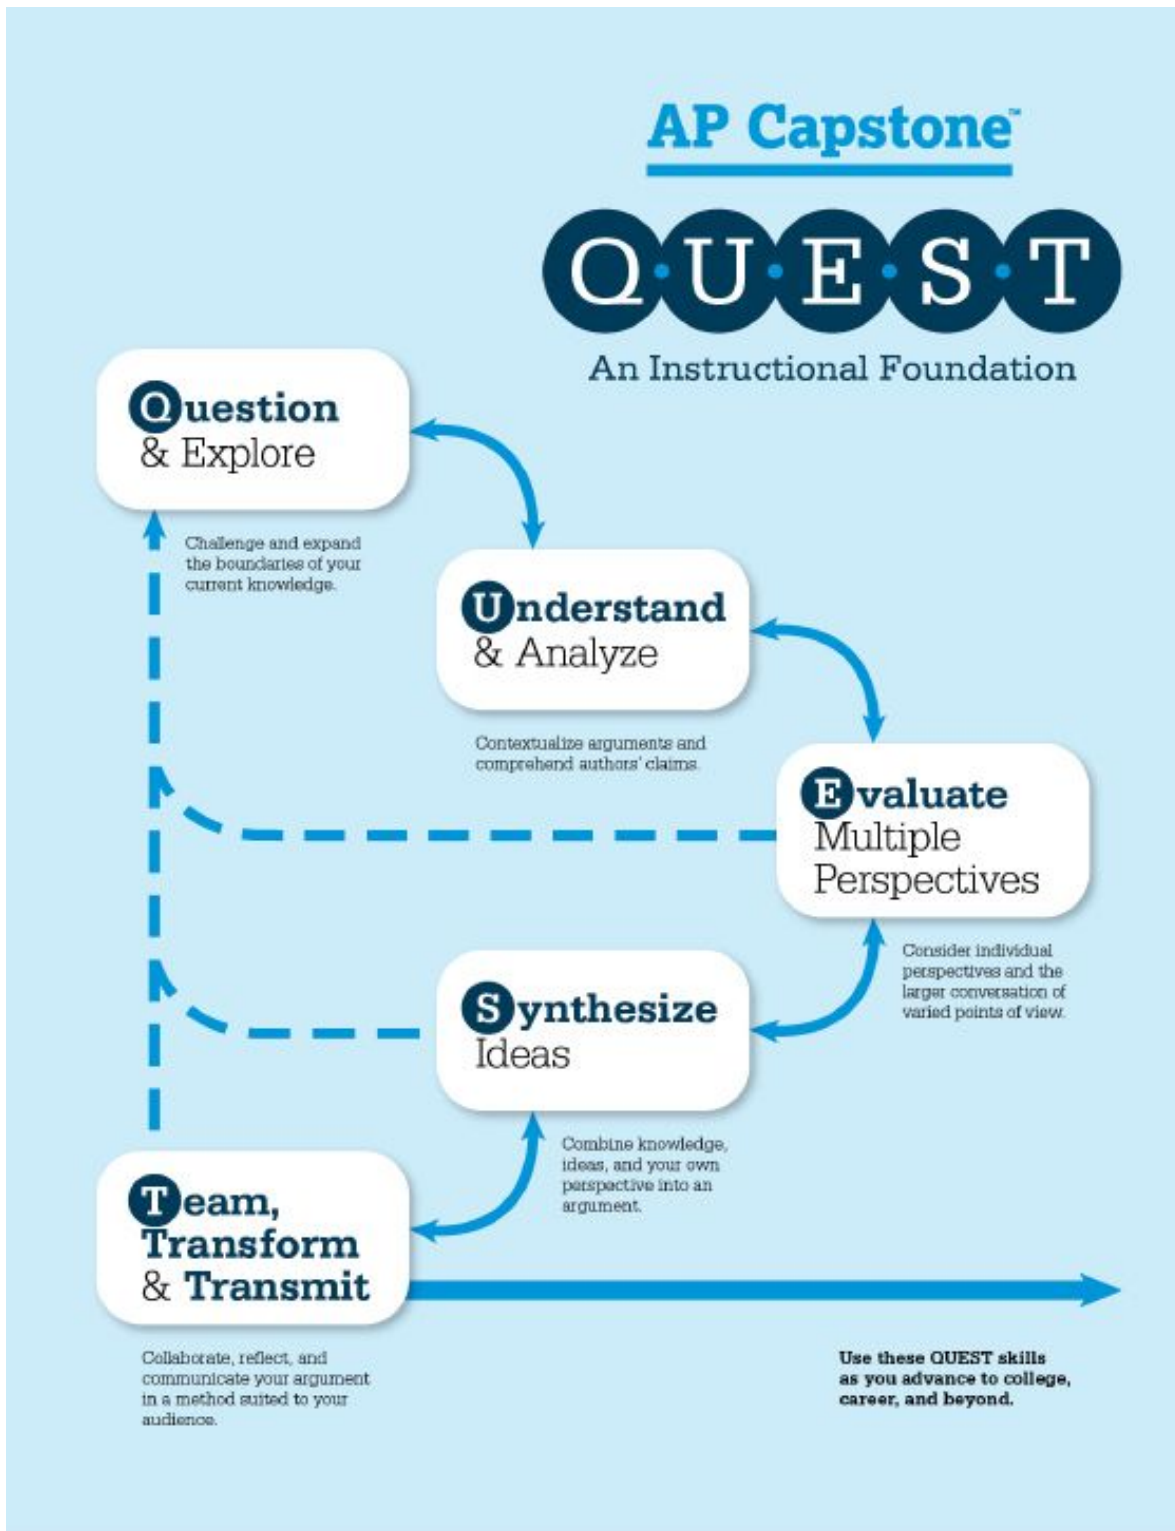 AP Capstone™
Q·U·E·S·T
An Instructional Foundation
Question
& Explore
Challenge and expand
the boundaries of your
current knowledge.
Understand
& Analyze
Contextualize arguments and
comprehend authors' claims.
Evaluate
Multiple
Perspectives
Consider individual
perspectives and the
larger conversation of
varied points of view.
Synthesize
Ideas
Combine knowledge,
ideas, and your own
perspective into an
argument.
Team,
Transform
& Transmit
Collaborate, reflect, and
communicate your argument
in a method suited to your
audience.
Use these QUEST skills
as you advance to college,
career, and beyond.